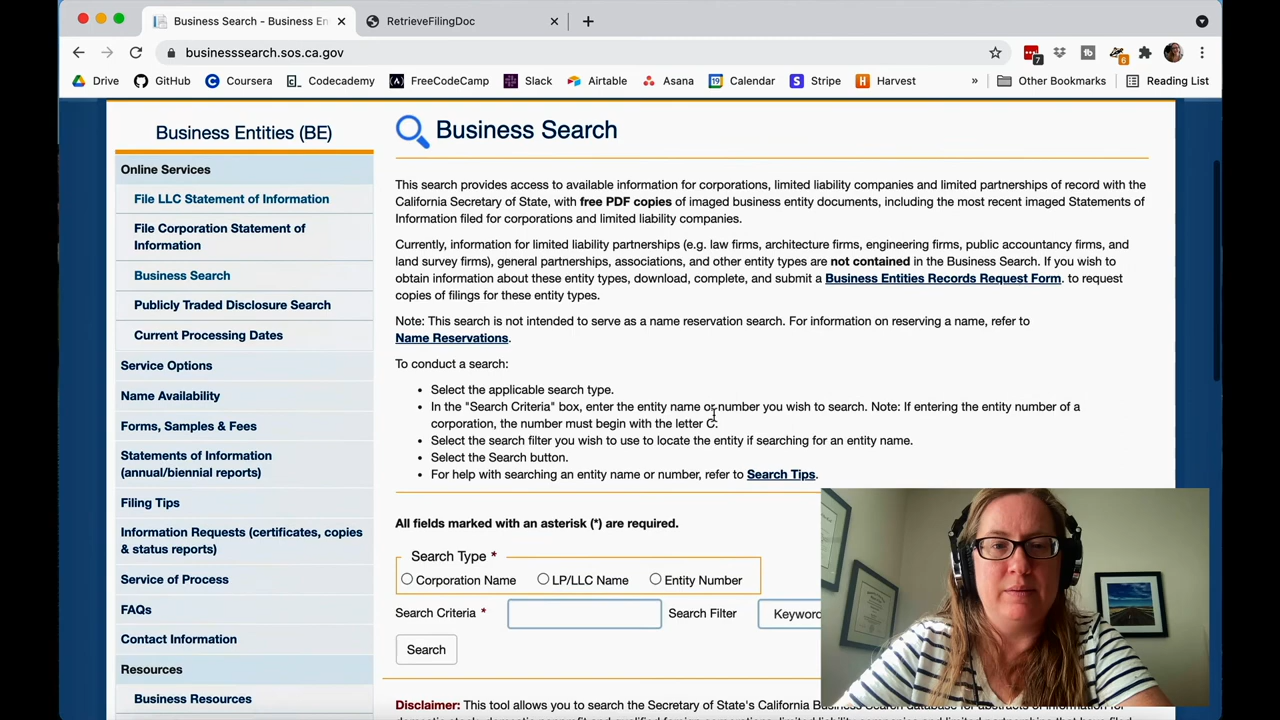 Business Search - Business En
RetrieveFilingDoc
businesssearch.sos.ca.gov
7
6
Drive
GitHub
Coursera
Codecademy
FreeCodeCamp
Slack
Airtable
Asana
Calendar
Stripe
Harvest
»
Other Bookmarks
Reading List
Business Entities (BE)
Online Services
File LLC Statement of Information
File Corporation Statement of
Information
Business Search
Publicly Traded Disclosure Search
Current Processing Dates
Service Options
Name Availability
Forms, Samples & Fees
Statements of Information
(annual/biennial reports)
Filing Tips
Information Requests (certificates, copies
& status reports)
Service of Process
FAQs
Contact Information
Resources
Business Resources
Business Search
This search provides access to available information for corporations, limited liability companies and limited partnerships of record with the
California Secretary of State, with free PDF copies of imaged business entity documents, including the most recent imaged Statements of
Information filed for corporations and limited liability companies.
Currently, information for limited liability partnerships (e.g. law firms, architecture firms, engineering firms, public accountancy firms, and
land survey firms), general partnerships, associations, and other entity types are not contained in the Business Search. If you wish to
obtain information about these entity types, download, complete, and submit a Business Entities Records Request Form. to request
copies of filings for these entity types.
Note: This search is not intended to serve as a name reservation search. For information on reserving a name, refer to
Name Reservations.
To conduct a search:
• Select the applicable search type.
• In the "Search Criteria" box, enter the entity name or number you wish to search. Note: If entering the entity number of a
corporation, the number must begin with the letter C.
• Select the search filter you wish to use to locate the entity if searching for an entity name.
• Select the Search button.
• For help with searching an entity name or number, refer to Search Tips.
All fields marked with an asterisk (*) are required.
Search Type *
Corporation Name
LP/LLC Name
Entity Number
Search Criteria *
Search Filter
Keyword
Search
Disclaimer: This tool allows you to search the Secretary of State's California Business